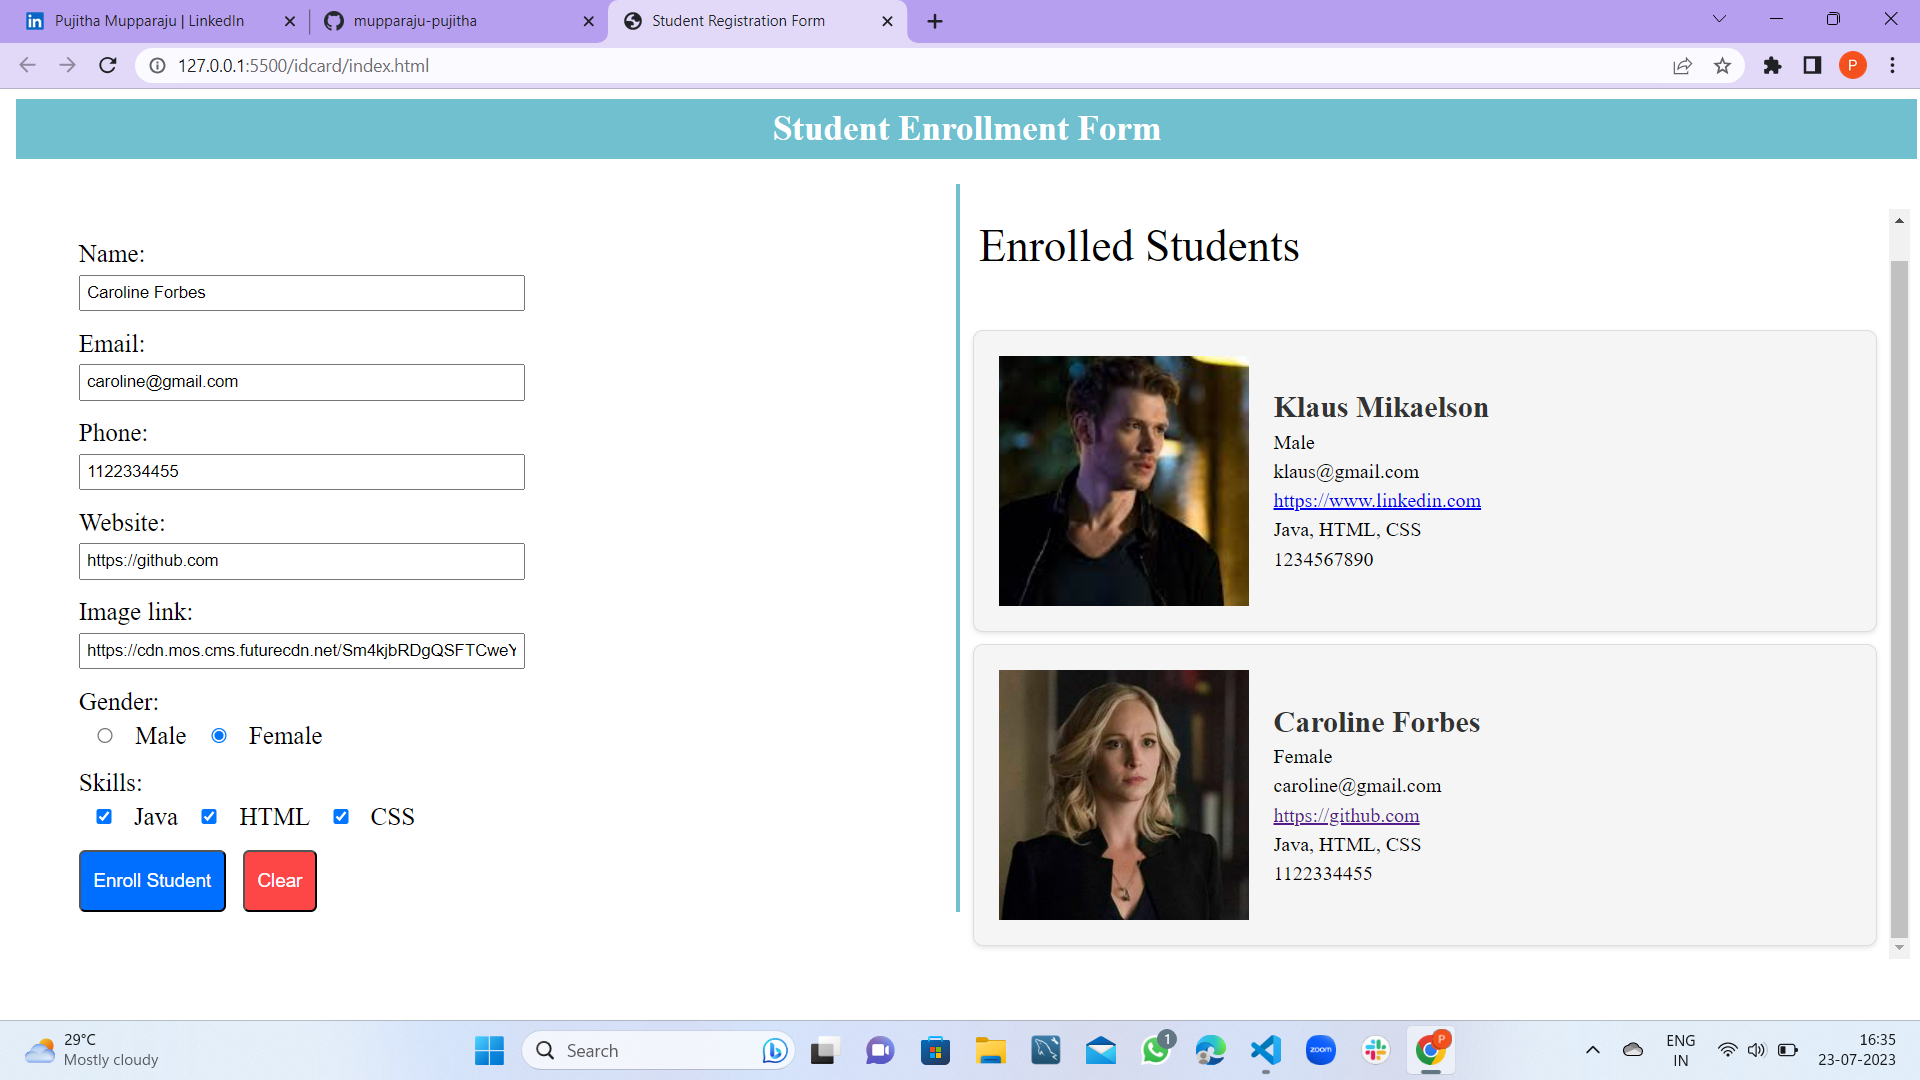 Pujitha Mupparaju | LinkedIn
mupparaju-pujitha
Student Registration Form
127.0.0.1:5500/idcard/index.html
P
Student Enrollment Form
Name:
Caroline Forbes
Email:
caroline@gmail.com
Phone:
1122334455
Website:
https://github.com
Image link:
https://cdn.mos.cms.futurecdn.net/Sm4kjbRDgQSFTCweY
Gender:
Male Female
Skills:
Java HTML CSS
Enroll Student Clear
Enrolled Students
Klaus Mikaelson
Male
klaus@gmail.com
https://www.linkedin.com
Java, HTML, CSS
1234567890
Caroline Forbes
Female
caroline@gmail.com
https://github.com
Java, HTML, CSS
1122334455
29°C
Mostly cloudy
Search
1
zoom
P
ENG
IN
16:35
23-07-2023